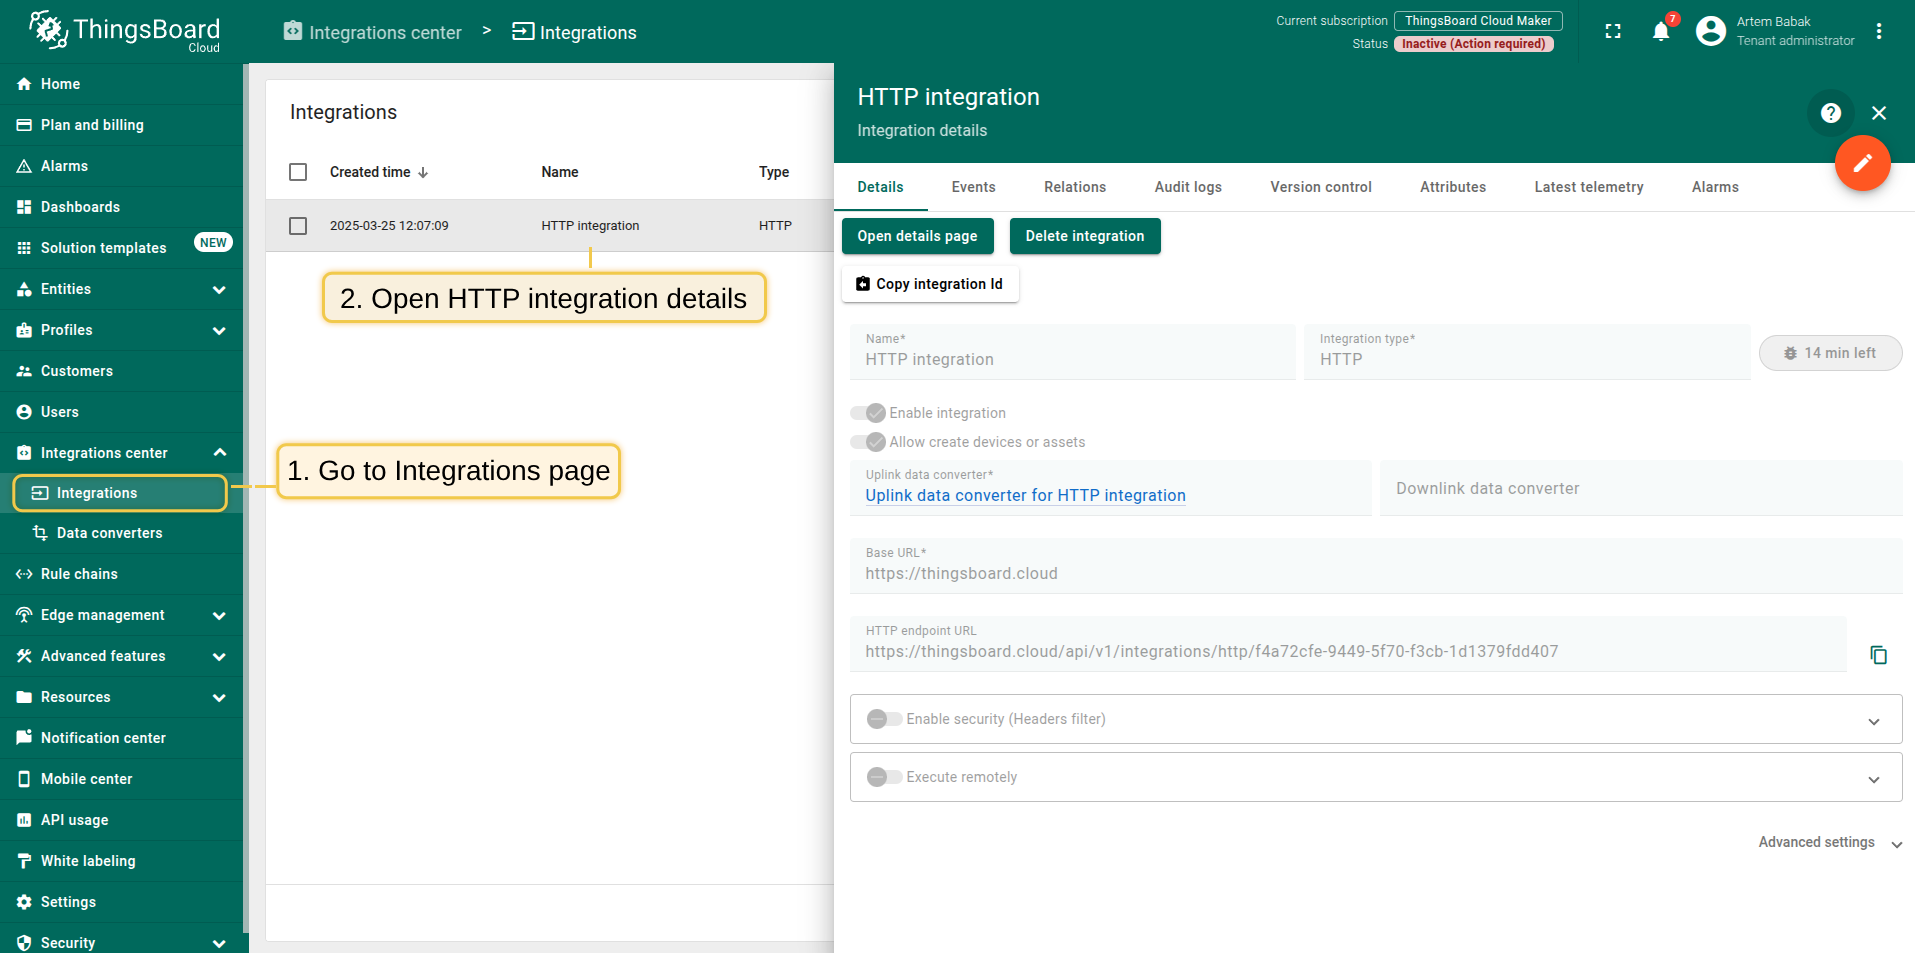 ThingsBoard
Cloud
Integrations center > Integrations
Current subscription ThingsBoard Cloud Maker
Status Inactive (Action required)
7
Artem Babak
Tenant administrator
Home
Plan and billing
Alarms
Dashboards
Solution templates NEW
Entities
Profiles
Customers
Users
Integrations center
Integrations
Data converters
Rule chains
Edge management
Advanced features
Resources
Notification center
Mobile center
API usage
White labeling
Settings
Security
Integrations
Created time Name Type
2025-03-25 12:07:09 HTTP integration HTTP
2. Open HTTP integration details
1. Go to Integrations page
HTTP integration
Integration details
Details Events Relations Audit logs Version control Attributes Latest telemetry Alarms
Open details page Delete integration
Copy integration Id
Name* Integration type*
HTTP integration HTTP 14 min left
Enable integration
Allow create devices or assets
Uplink data converter*
Uplink data converter for HTTP integration Downlink data converter
Base URL*
https://thingsboard.cloud
HTTP endpoint URL
https://thingsboard.cloud/api/v1/integrations/http/f4a72cfe-9449-5f70-f3cb-1d1379fdd407
Enable security (Headers filter)
Execute remotely
Advanced settings